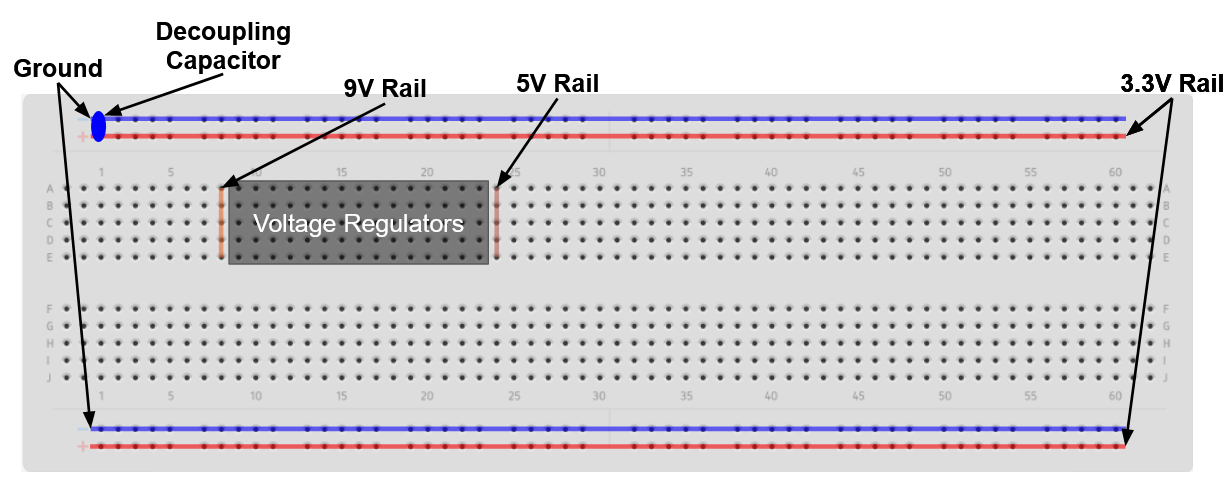 Decoupling
Capacitor
Ground
9V Rail
5V Rail
3.3V Rail
- 
+
1 5 10 15 20 25 30 35 40 45 50 55 60
A A
B B
C C
D D
E E
Voltage Regulators
F F
G G
H H
I I
J J
1 5 10 15 20 25 30 35 40 45 50 55 60
-
+